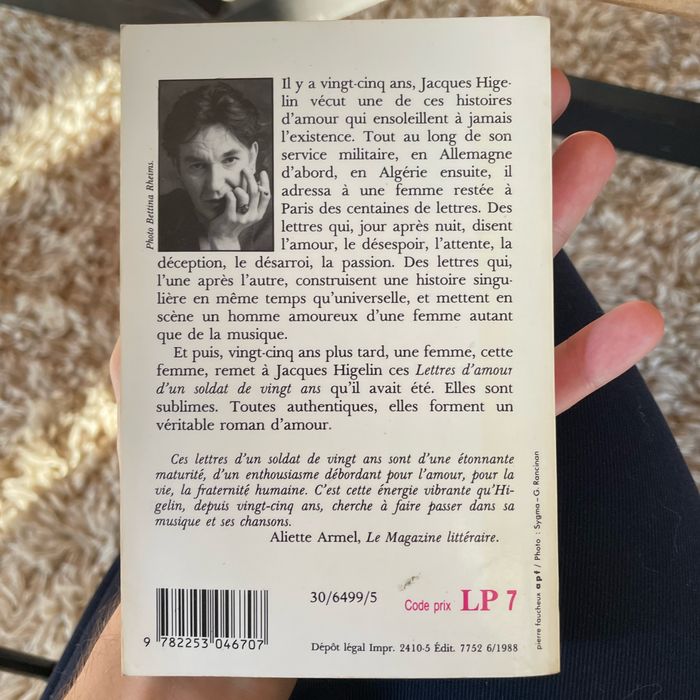 Il y a vingt-cinq ans, Jacques Hige-
lin vécut une de ces histoires
d'amour qui ensoleillent à jamais
l'existence. Tout au long de son
service militaire, en Allemagne
d'abord, en Algérie ensuite, il
adressa à une femme restée à
Paris des centaines de lettres. Des
lettres qui, jour après nuit, disent
l'amour, le désespoir, l'attente, la
déception, le désarroi, la passion. Des lettres qui,
l'une après l'autre, construisent une histoire singu-
lière en même temps qu'universelle, et mettent en
scène un homme amoureux d'une femme autant
que de la musique.
Et puis, vingt-cinq ans plus tard, une femme, cette
femme, remet à Jacques Higelin ces Lettres d'amour
d'un soldat de vingt ans qu'il avait été. Elles sont
sublimes. Toutes authentiques, elles forment un
véritable roman d'amour.
Photo Bettina Rheims.
Ces lettres d'un soldat de vingt ans sont d'une étonnante
maturité, d'un enthousiasme débordant pour l'amour, pour la
vie, la fraternité humaine. C'est cette énergie vibrante qu'Hi-
gelin, depuis vingt-cinq ans, cherche à faire passer dans sa
musique et ses chansons.
Aliette Armel, Le Magazine littéraire.
30/6499/5
Code prix LP 7
9 782253 046707
Dépôt légal Impr. 2410-5 Édit. 7752 6/1988
pierre faucheux apf / Photo : Sygma - G. Rancinan